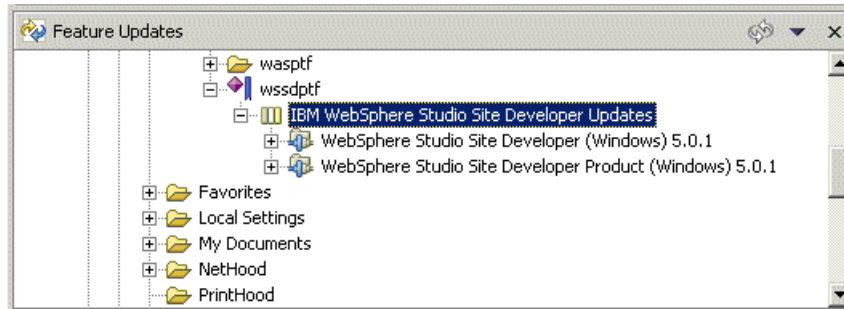 Feature Updates
wasptf
wssdptf
IBM WebSphere Studio Site Developer Updates
WebSphere Studio Site Developer (Windows) 5.0.1
WebSphere Studio Site Developer Product (Windows) 5.0.1
Favorites
Local Settings
My Documents
NetHood
PrintHood